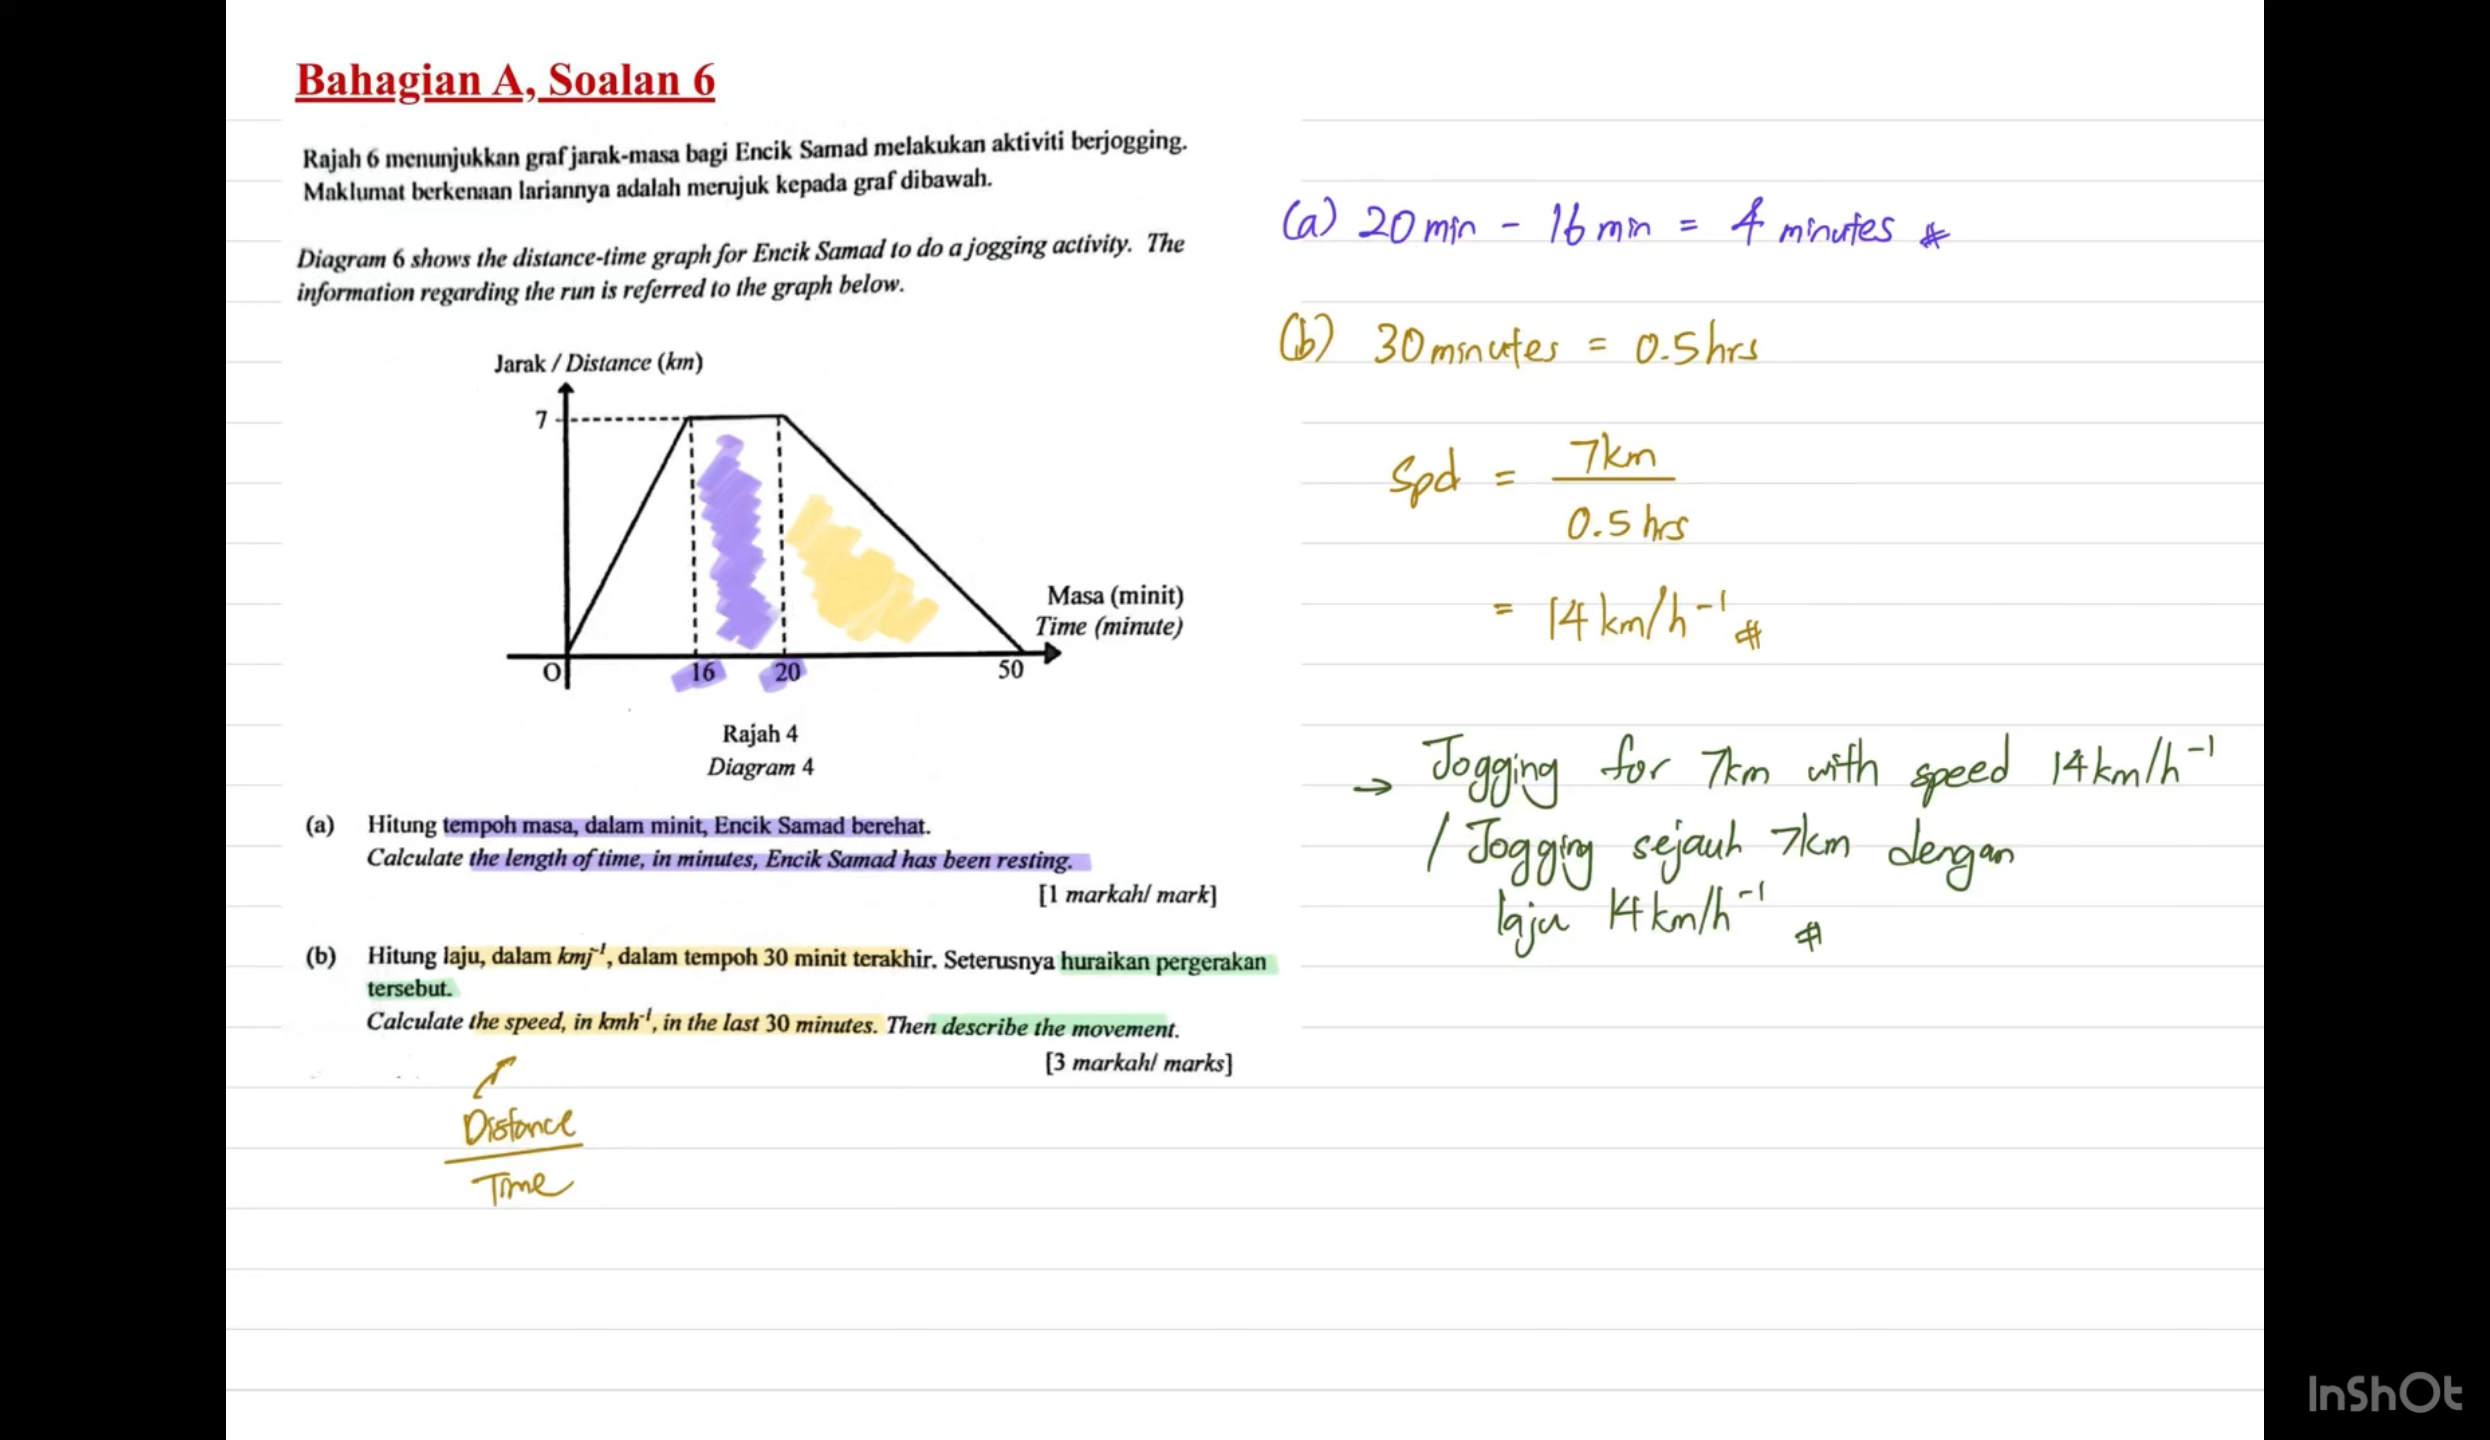 Bahagian A, Soalan 6
Rajah 6 menunjukkan graf jarak-masa bagi Encik Samad melakukan aktiviti berjogging.
Maklumat berkenaan lariannya adalah merujuk kepada graf dibawah.
Diagram 6 shows the distance-time graph for Encik Samad to do a jogging activity. The
information regarding the run is referred to the graph below.
Jarak / Distance (km)
7
Masa (minit)
Time (minute)
O 16 20 50
Rajah 4
Diagram 4
(a) Hitung tempoh masa, dalam minit, Encik Samad berehat.
Calculate the length of time, in minutes, Encik Samad has been resting.
[1 markah/ mark]
(b) Hitung laju, dalam kmj⁻¹, dalam tempoh 30 minit terakhir. Seterusnya huraikan pergerakan
tersebut.
Calculate the speed, in kmh⁻¹, in the last 30 minutes. Then describe the movement.
[3 markah/ marks]
Distance
Time
(a) 20 min - 16 min = 4 minutes #
(b) 30 minutes = 0.5 hrs
Spd = 7km
0.5 hrs
= 14 km/h⁻¹ #
→ Jogging for 7km with speed 14km/h⁻¹
/ Jogging sejauh 7km dengan
laju 14km/h⁻¹ #
InShOt